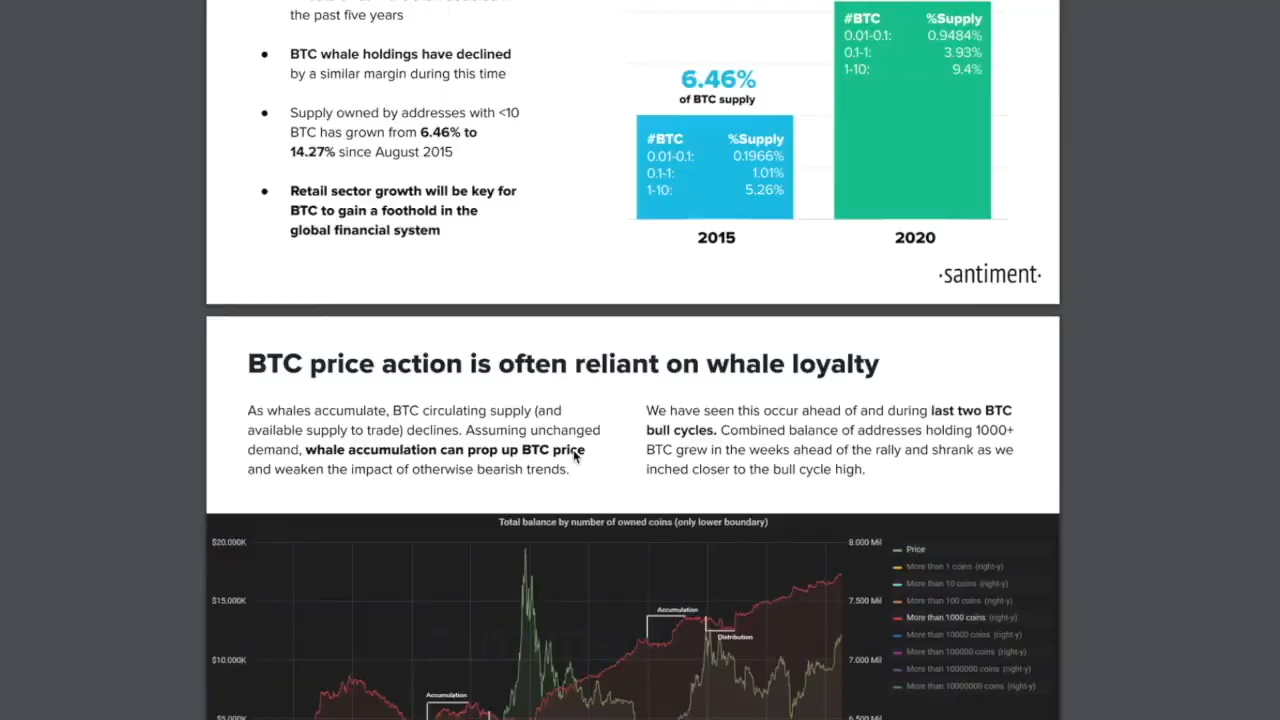 the past five years
● BTC whale holdings have declined
by a similar margin during this time
● Supply owned by addresses with <10
BTC has grown from 6.46% to
14.27% since August 2015
● Retail sector growth will be key for
BTC to gain a foothold in the
global financial system
6.46%
of BTC supply
#BTC %Supply
0.01-0.1: 0.1966%
0.1-1: 1.01%
1-10: 5.26%
2015
#BTC %Supply
0.01-0.1: 0.9484%
0.1-1: 3.93%
1-10: 9.4%
2020
·santiment·
BTC price action is often reliant on whale loyalty
As whales accumulate, BTC circulating supply (and
available supply to trade) declines. Assuming unchanged
demand, whale accumulation can prop up BTC price
and weaken the impact of otherwise bearish trends.
We have seen this occur ahead of and during last two BTC
bull cycles. Combined balance of addresses holding 1000+
BTC grew in the weeks ahead of the rally and shrank as we
inched closer to the bull cycle high.
Total balance by number of owned coins (only lower boundary)
$20.000K
$15.000K
$10.000K
$5.000K
Accumulation
Accumulation
Distribution
8.000 Mil
7.500 Mil
7.000 Mil
6.500 Mil
Price
More than 1 coins (right-y)
More than 10 coins (right-y)
More than 100 coins (right-y)
More than 1000 coins (right-y)
More than 10000 coins (right-y)
More than 100000 coins (right-y)
More than 1000000 coins (right-y)
More than 10000000 coins (right-y)